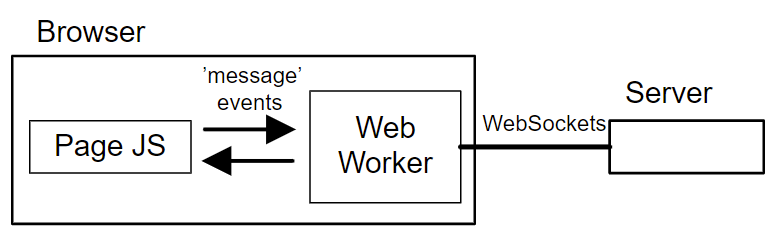 Browser
’message’
events
Page JS
Web
Worker
WebSockets
Server